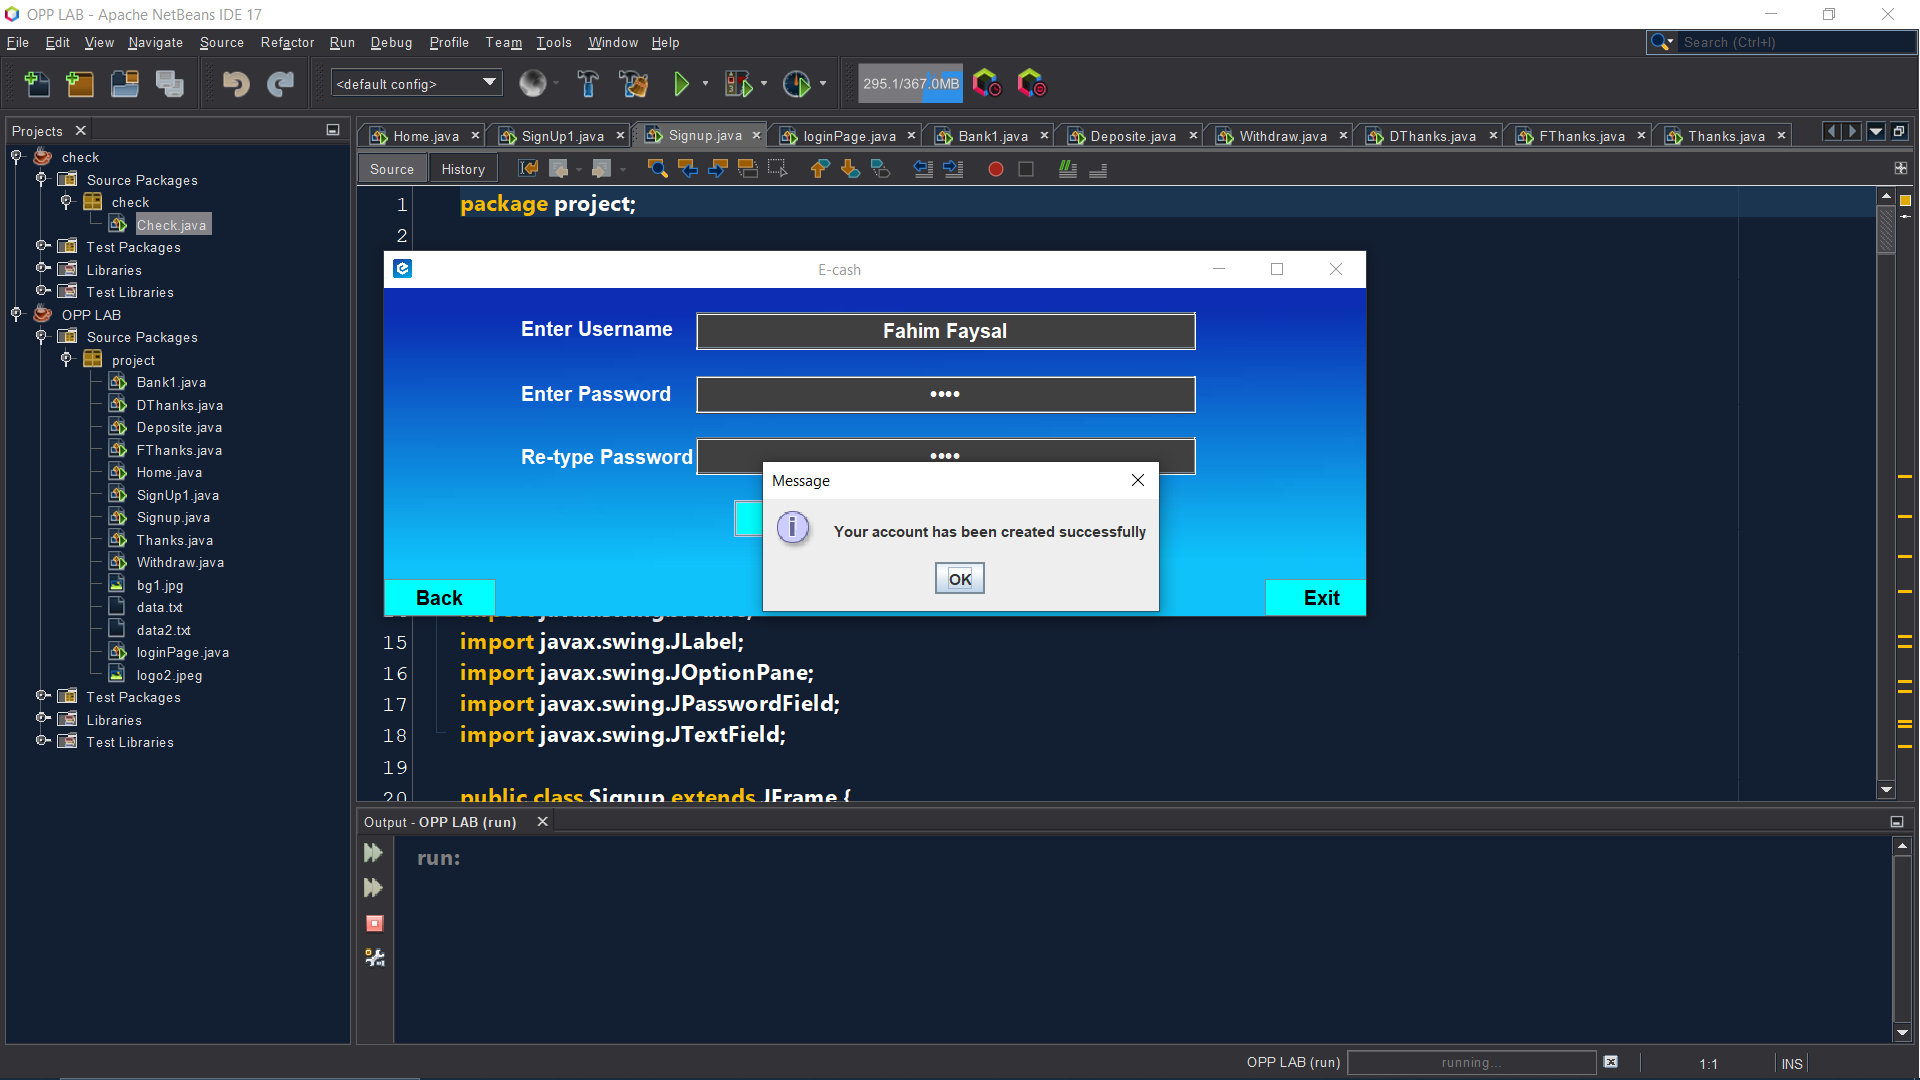 OPP LAB - Apache NetBeans IDE 17
File Edit View Navigate Source Refactor Run Debug Profile Team Tools Window Help
Search (Ctrl+I)
<default config>
295.1/367.0MB
Projects
Home.java SignUp1.java Signup.java loginPage.java Bank1.java Deposite.java Withdraw.java DThanks.java FThanks.java Thanks.java
Source History
check
Source Packages
check
Check.java
Test Packages
Libraries
Test Libraries
OPP LAB
Source Packages
project
Bank1.java
DThanks.java
Deposite.java
FThanks.java
Home.java
SignUp1.java
Signup.java
Thanks.java
Withdraw.java
bg1.jpg
data.txt
data2.txt
loginPage.java
logo2.jpeg
Test Packages
Libraries
Test Libraries
1 package project;
2
E-cash
Enter Username Fahim Faysal
Enter Password ••••
Re-type Password ••••
Message
Your account has been created successfully
OK
Back Exit
15 import javax.swing.JLabel;
16 import javax.swing.JOptionPane;
17 import javax.swing.JPasswordField;
18 import javax.swing.JTextField;
19
20 public class Signup extends JFrame {
Output - OPP LAB (run)
run:
OPP LAB (run) running... 1:1 INS